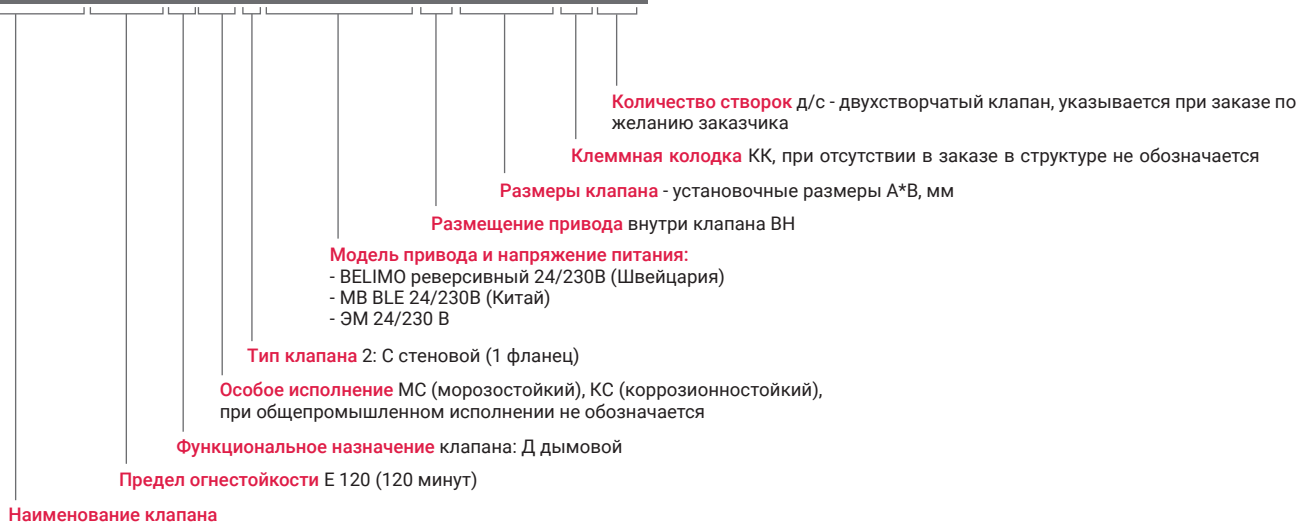 Количество створок д/с - двухстворчатый клапан, указывается при заказе по
желанию заказчика
Клеммная колодка КК, при отсутствии в заказе в структуре не обозначается
Размеры клапана - установочные размеры А*В, мм
Размещение привода внутри клапана ВН
Модель привода и напряжение питания:
- BELIMO реверсивный 24/230В (Швейцария)
- MB BLE 24/230В (Китай)
- ЭМ 24/230 В
Тип клапана 2: С стеновой (1 фланец)
Особое исполнение МС (морозостойкий), КС (коррозионностойкий),
при общепромышленном исполнении не обозначается
Функциональное назначение клапана: Д дымовой
Предел огнестойкости Е 120 (120 минут)
Наименование клапана